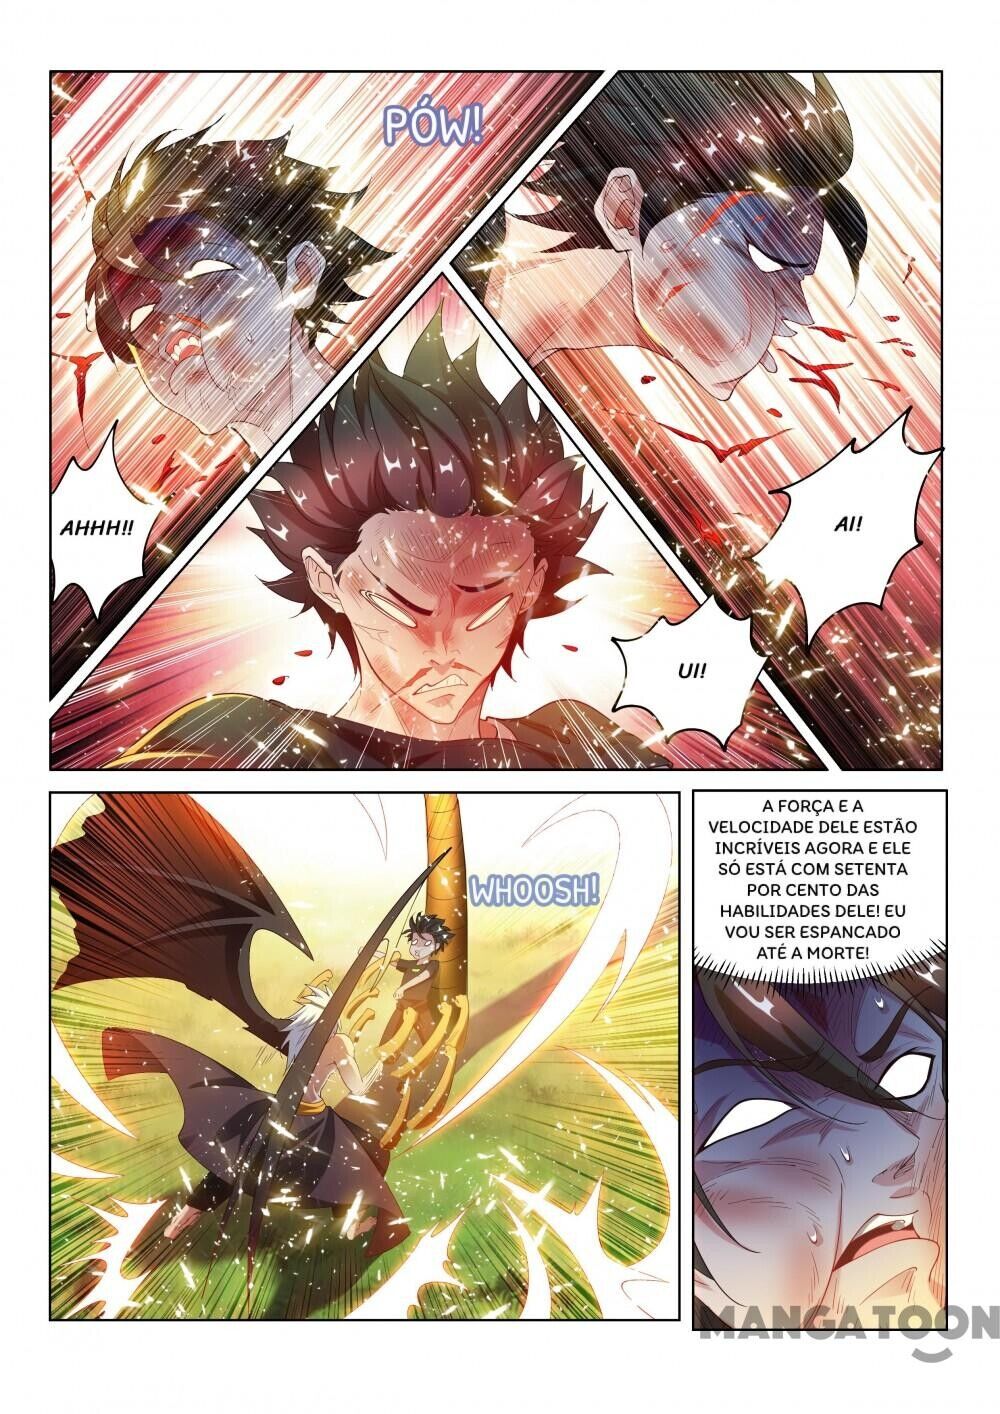 PÓW!
AHHH!!
AI!
UI!
WHOOSH!
A FORÇA E A
VELOCIDADE DELE ESTÃO
INCRÍVEIS AGORA E ELE
SÓ ESTÁ COM SETENTA
POR CENTO DAS
HABILIDADES DELE! EU
VOU SER ESPANCADO
ATÉ A MORTE!
MANGATOON